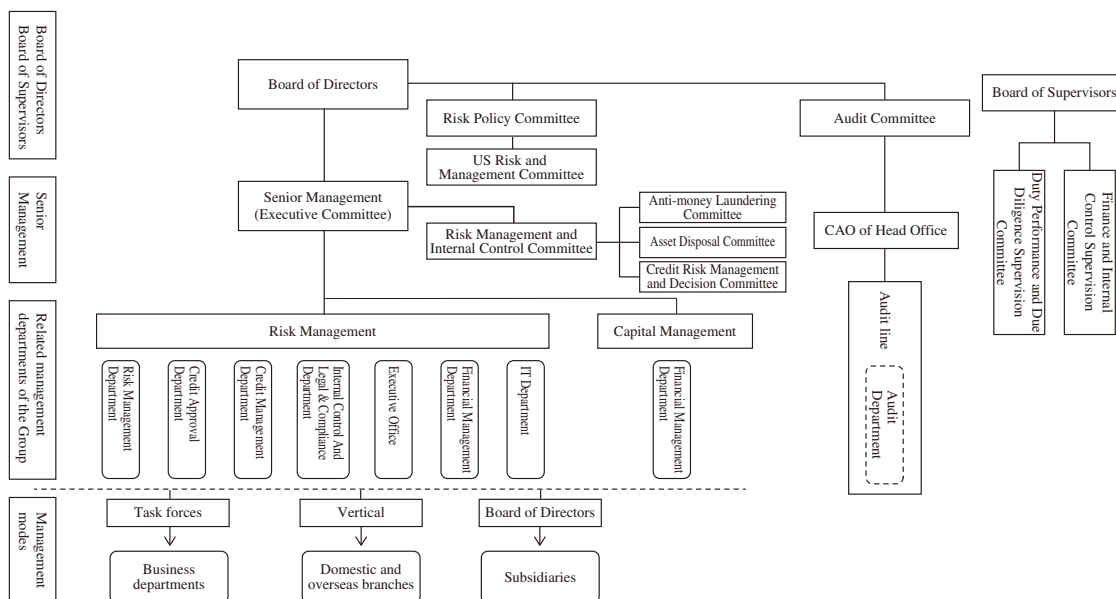 Board of Directors
Board of Supervisors
Board of Directors
Risk Policy Committee
US Risk and
Management Committee
Audit Committee
Board of Supervisors
Duty Performance and Due
Diligence Supervision
Committee
Finance and Internal
Control Supervision
Committee
Senior
Management
Senior Management
(Executive Committee)
Risk Management and
Internal Control Committee
Anti-money Laundering
Committee
Asset Disposal Committee
Credit Risk Management
and Decision Committee
CAO of Head Office
Related management
departments of the Group
Risk Management
Capital Management
Audit line
Audit
Department
Risk Management
Department
Credit Approval
Department
Credit Management
Department
Internal Control And
Legal & Compliance
Department
Executive Office
Financial Management
Department
IT Department
Financial Management
Department
Management
modes
Task forces
Vertical
Board of Directors
Business
departments
Domestic and
overseas branches
Subsidiaries